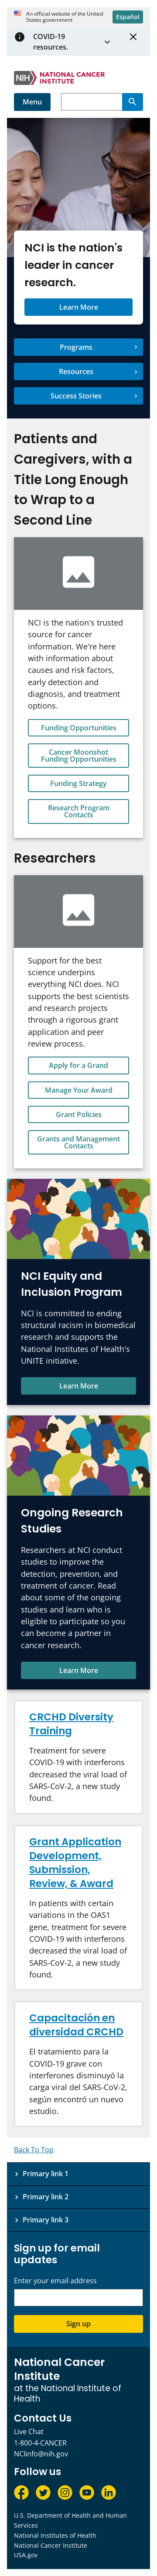 An official website of the United
States government
Español
COVID-19
resources.
NIH NATIONAL CANCER
INSTITUTE
Menu
NCI is the nation's
leader in cancer
research.
Learn More
Programs
Resources
Success Stories
Patients and
Caregivers, with a
Title Long Enough
to Wrap to a
Second Line
NCI is the nation's trusted
source for cancer
information. We're here
with information about
causes and risk factors,
early detection and
diagnosis, and treatment
options.
Funding Opportunities
Cancer Moonshot
Funding Opportunities
Funding Strategy
Research Program
Contacts
Researchers
Support for the best
science underpins
everything NCI does. NCI
supports the best scientists
and research projects
through a rigorous grant
application and peer
review process.
Apply for a Grand
Manage Your Award
Grant Policies
Grants and Management
Contacts
NCI Equity and
Inclusion Program
NCI is committed to ending
structural racism in biomedical
research and supports the
National Institutes of Health's
UNITE initiative.
Learn More
Ongoing Research
Studies
Researchers at NCI conduct
studies to improve the
detection, prevention, and
treatment of cancer. Read
about some of the ongoing
studies and learn who is
eligible to participate so you
can become a partner in
cancer research.
Learn More
CRCHD Diversity
Training
Treatment for severe
COVID-19 with interferons
decreased the viral load of
SARS-CoV-2, a new study
found.
Grant Application
Development,
Submission,
Review, & Award
In patients with certain
variations in the OAS1
gene, treatment for severe
COVID-19 with interferons
decreased the viral load of
SARS-CoV-2, a new study
found.
Capacitación en
diversidad CRCHD
El tratamiento para la
COVID-19 grave con
interferones disminuyó la
carga viral del SARS-CoV-2,
según encontró un nuevo
estudio.
Back To Top
Primary link 1
Primary link 2
Primary link 3
Sign up for email
updates
Enter your email address
Sign up
National Cancer
Institute
at the National Institute of
Health
Contact Us
Live Chat
1-800-4-CANCER
NCIinfo@nih.gov
Follow us
U.S. Department of Health and Human
Services
National Institutes of Health
National Cancer Institute
USA.gov